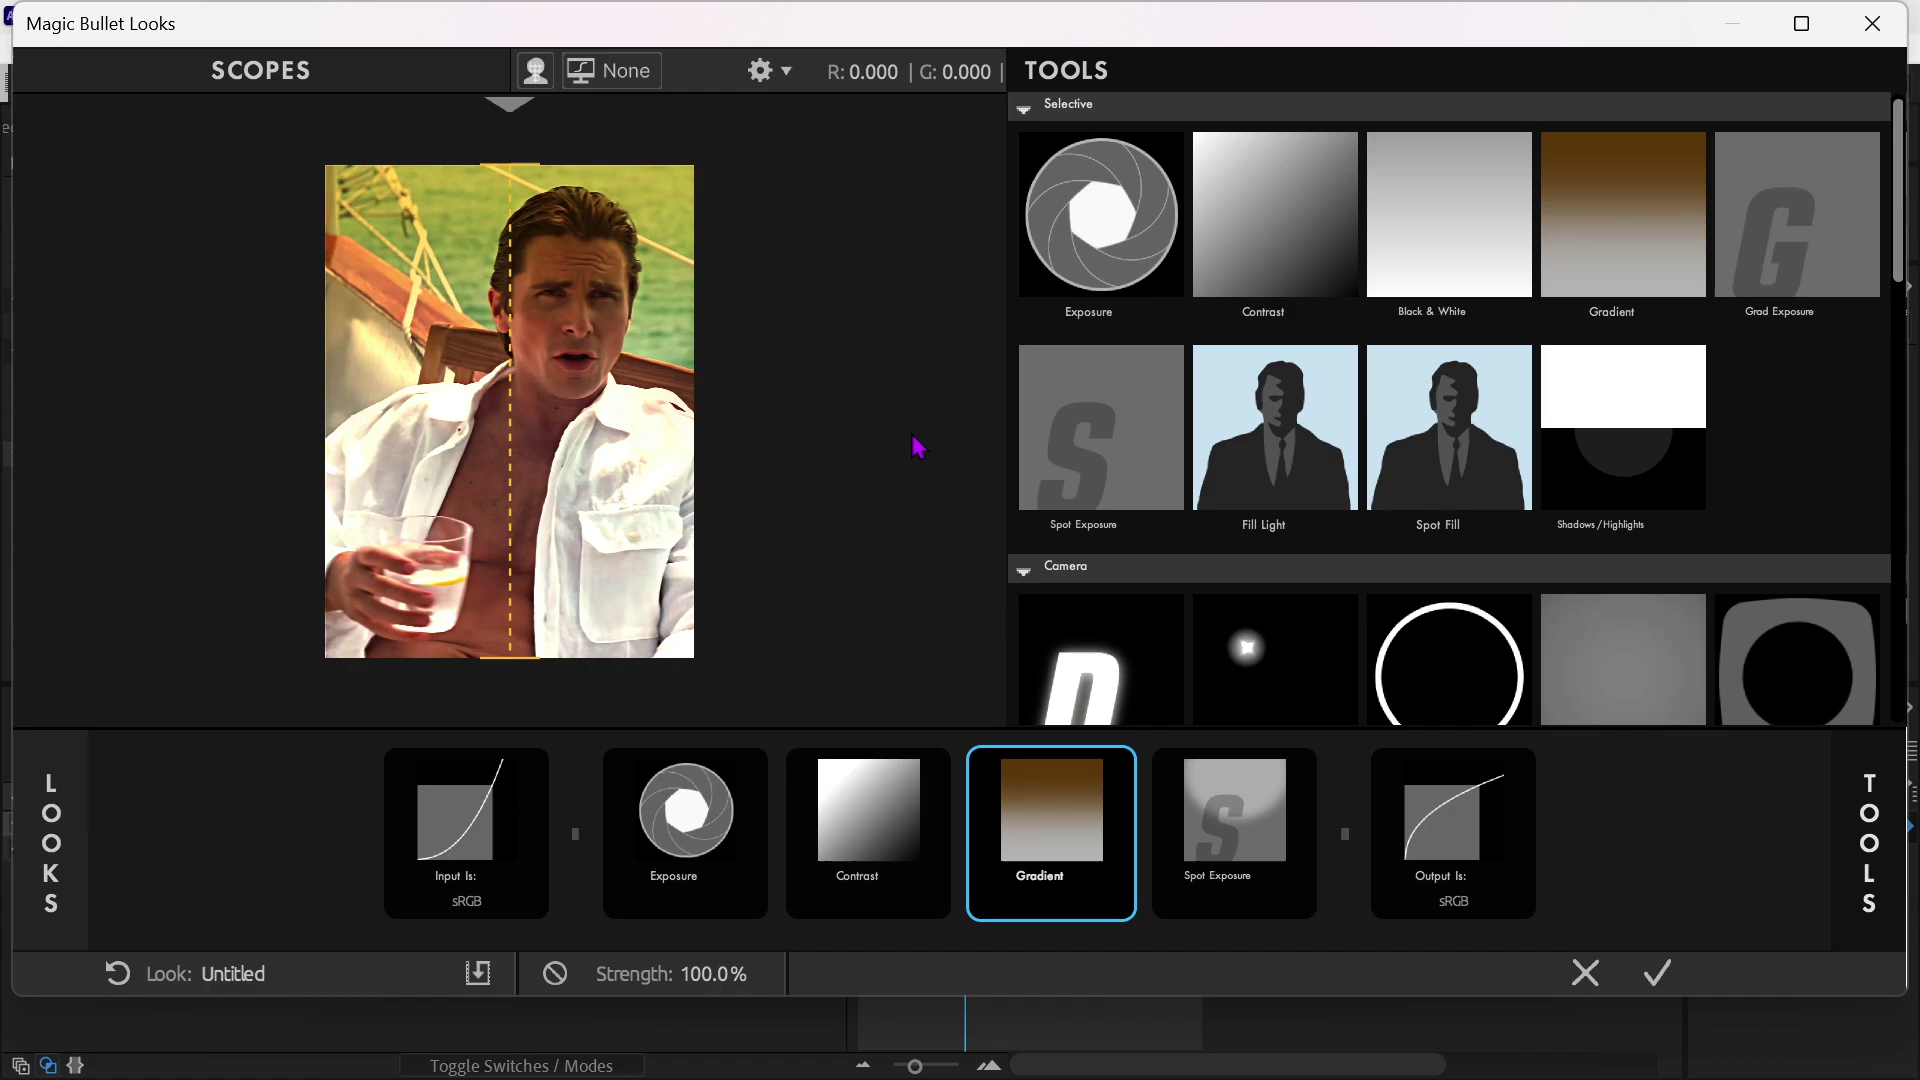 Magic Bullet Looks
SCOPES
None
R: 0.000 | G: 0.000 |
TOOLS
Selective
Exposure
Contrast
Black & White
Gradient
G
Grad Exposure
S
Spot Exposure
Fill Light
Spot Fill
Shadows/Highlights
Camera
LOOKS
Input Is:
sRGB
Exposure
Contrast
Gradient
S
Spot Exposure
Output Is:
sRGB
TOOLS
Look: Untitled
Strength: 100.0%
Toggle Switches / Modes